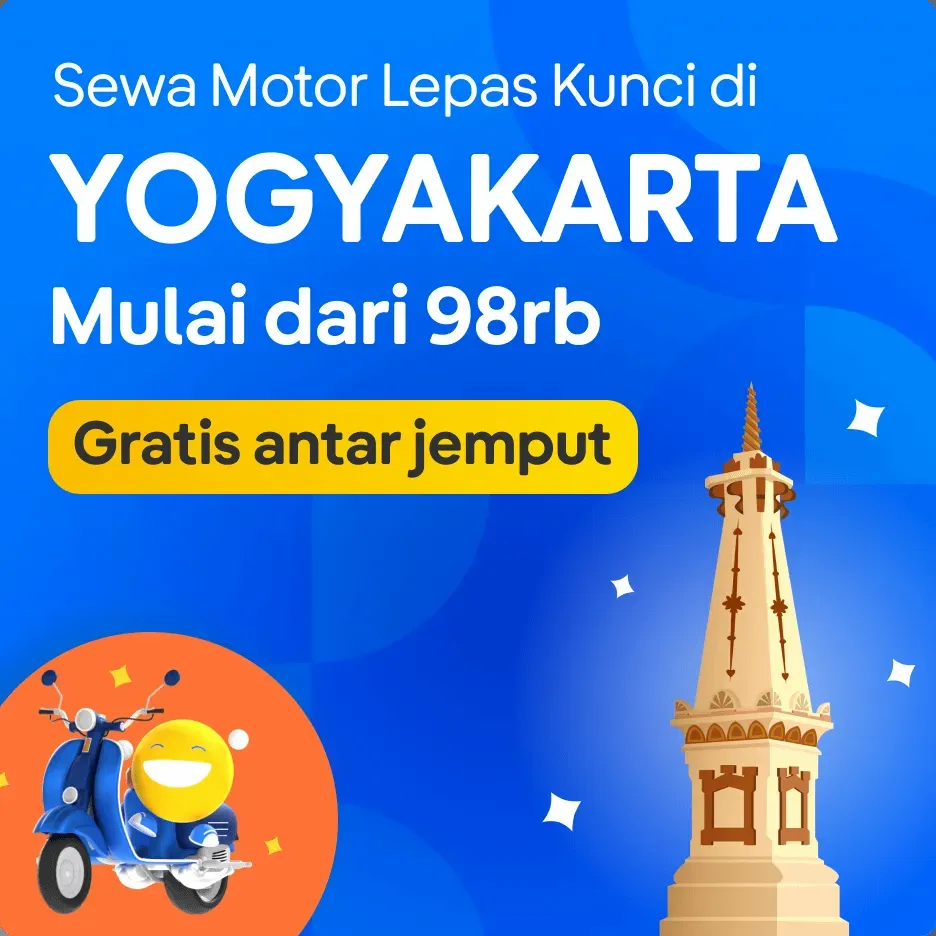 Sewa Motor Lepas Kunci di
YOGYAKARTA
Mulai dari 98rb
Gratis antar jemput